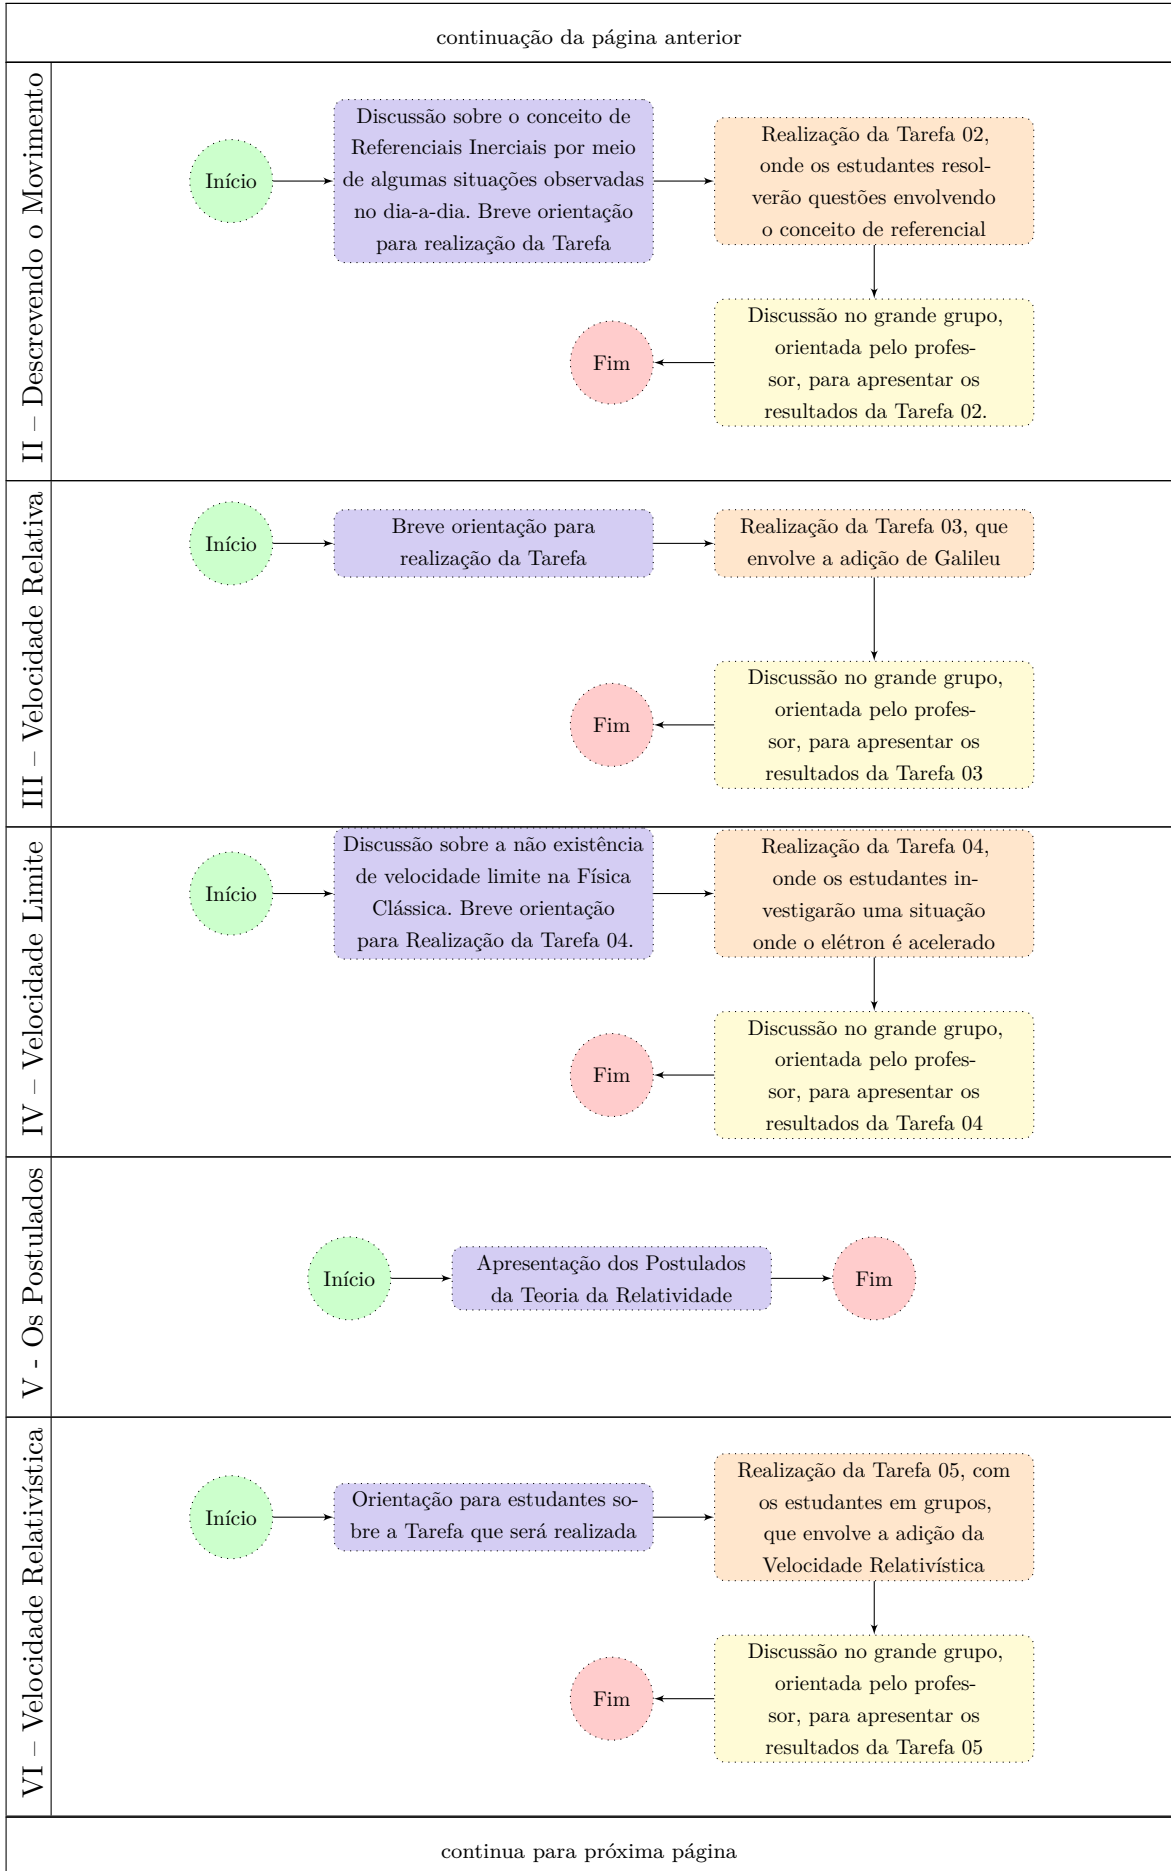 continuação da página anterior
II – Descrevendo o Movimento
Início
Discussão sobre o conceito de
Referenciais Inerciais por meio
de algumas situações observadas
no dia-a-dia. Breve orientação
para realização da Tarefa
Realização da Tarefa 02,
onde os estudantes resol-
verão questões envolvendo
o conceito de referencial
Discussão no grande grupo,
orientada pelo profes-
sor, para apresentar os
resultados da Tarefa 02.
Fim
III – Velocidade Relativa
Início
Breve orientação para
realização da Tarefa
Realização da Tarefa 03, que
envolve a adição de Galileu
Discussão no grande grupo,
orientada pelo profes-
sor, para apresentar os
resultados da Tarefa 03
Fim
IV – Velocidade Limite
Início
Discussão sobre a não existência
de velocidade limite na Física
Clássica. Breve orientação
para Realização da Tarefa 04.
Realização da Tarefa 04,
onde os estudantes in-
vestigarão uma situação
onde o elétron é acelerado
Discussão no grande grupo,
orientada pelo profes-
sor, para apresentar os
resultados da Tarefa 04
Fim
V - Os Postulados
Início
Apresentação dos Postulados
da Teoria da Relatividade
Fim
VI – Velocidade Relativística
Início
Orientação para estudantes so-
bre a Tarefa que será realizada
Realização da Tarefa 05, com
os estudantes em grupos,
que envolve a adição da
Velocidade Relativística
Discussão no grande grupo,
orientada pelo profes-
sor, para apresentar os
resultados da Tarefa 05
Fim
continua para próxima página